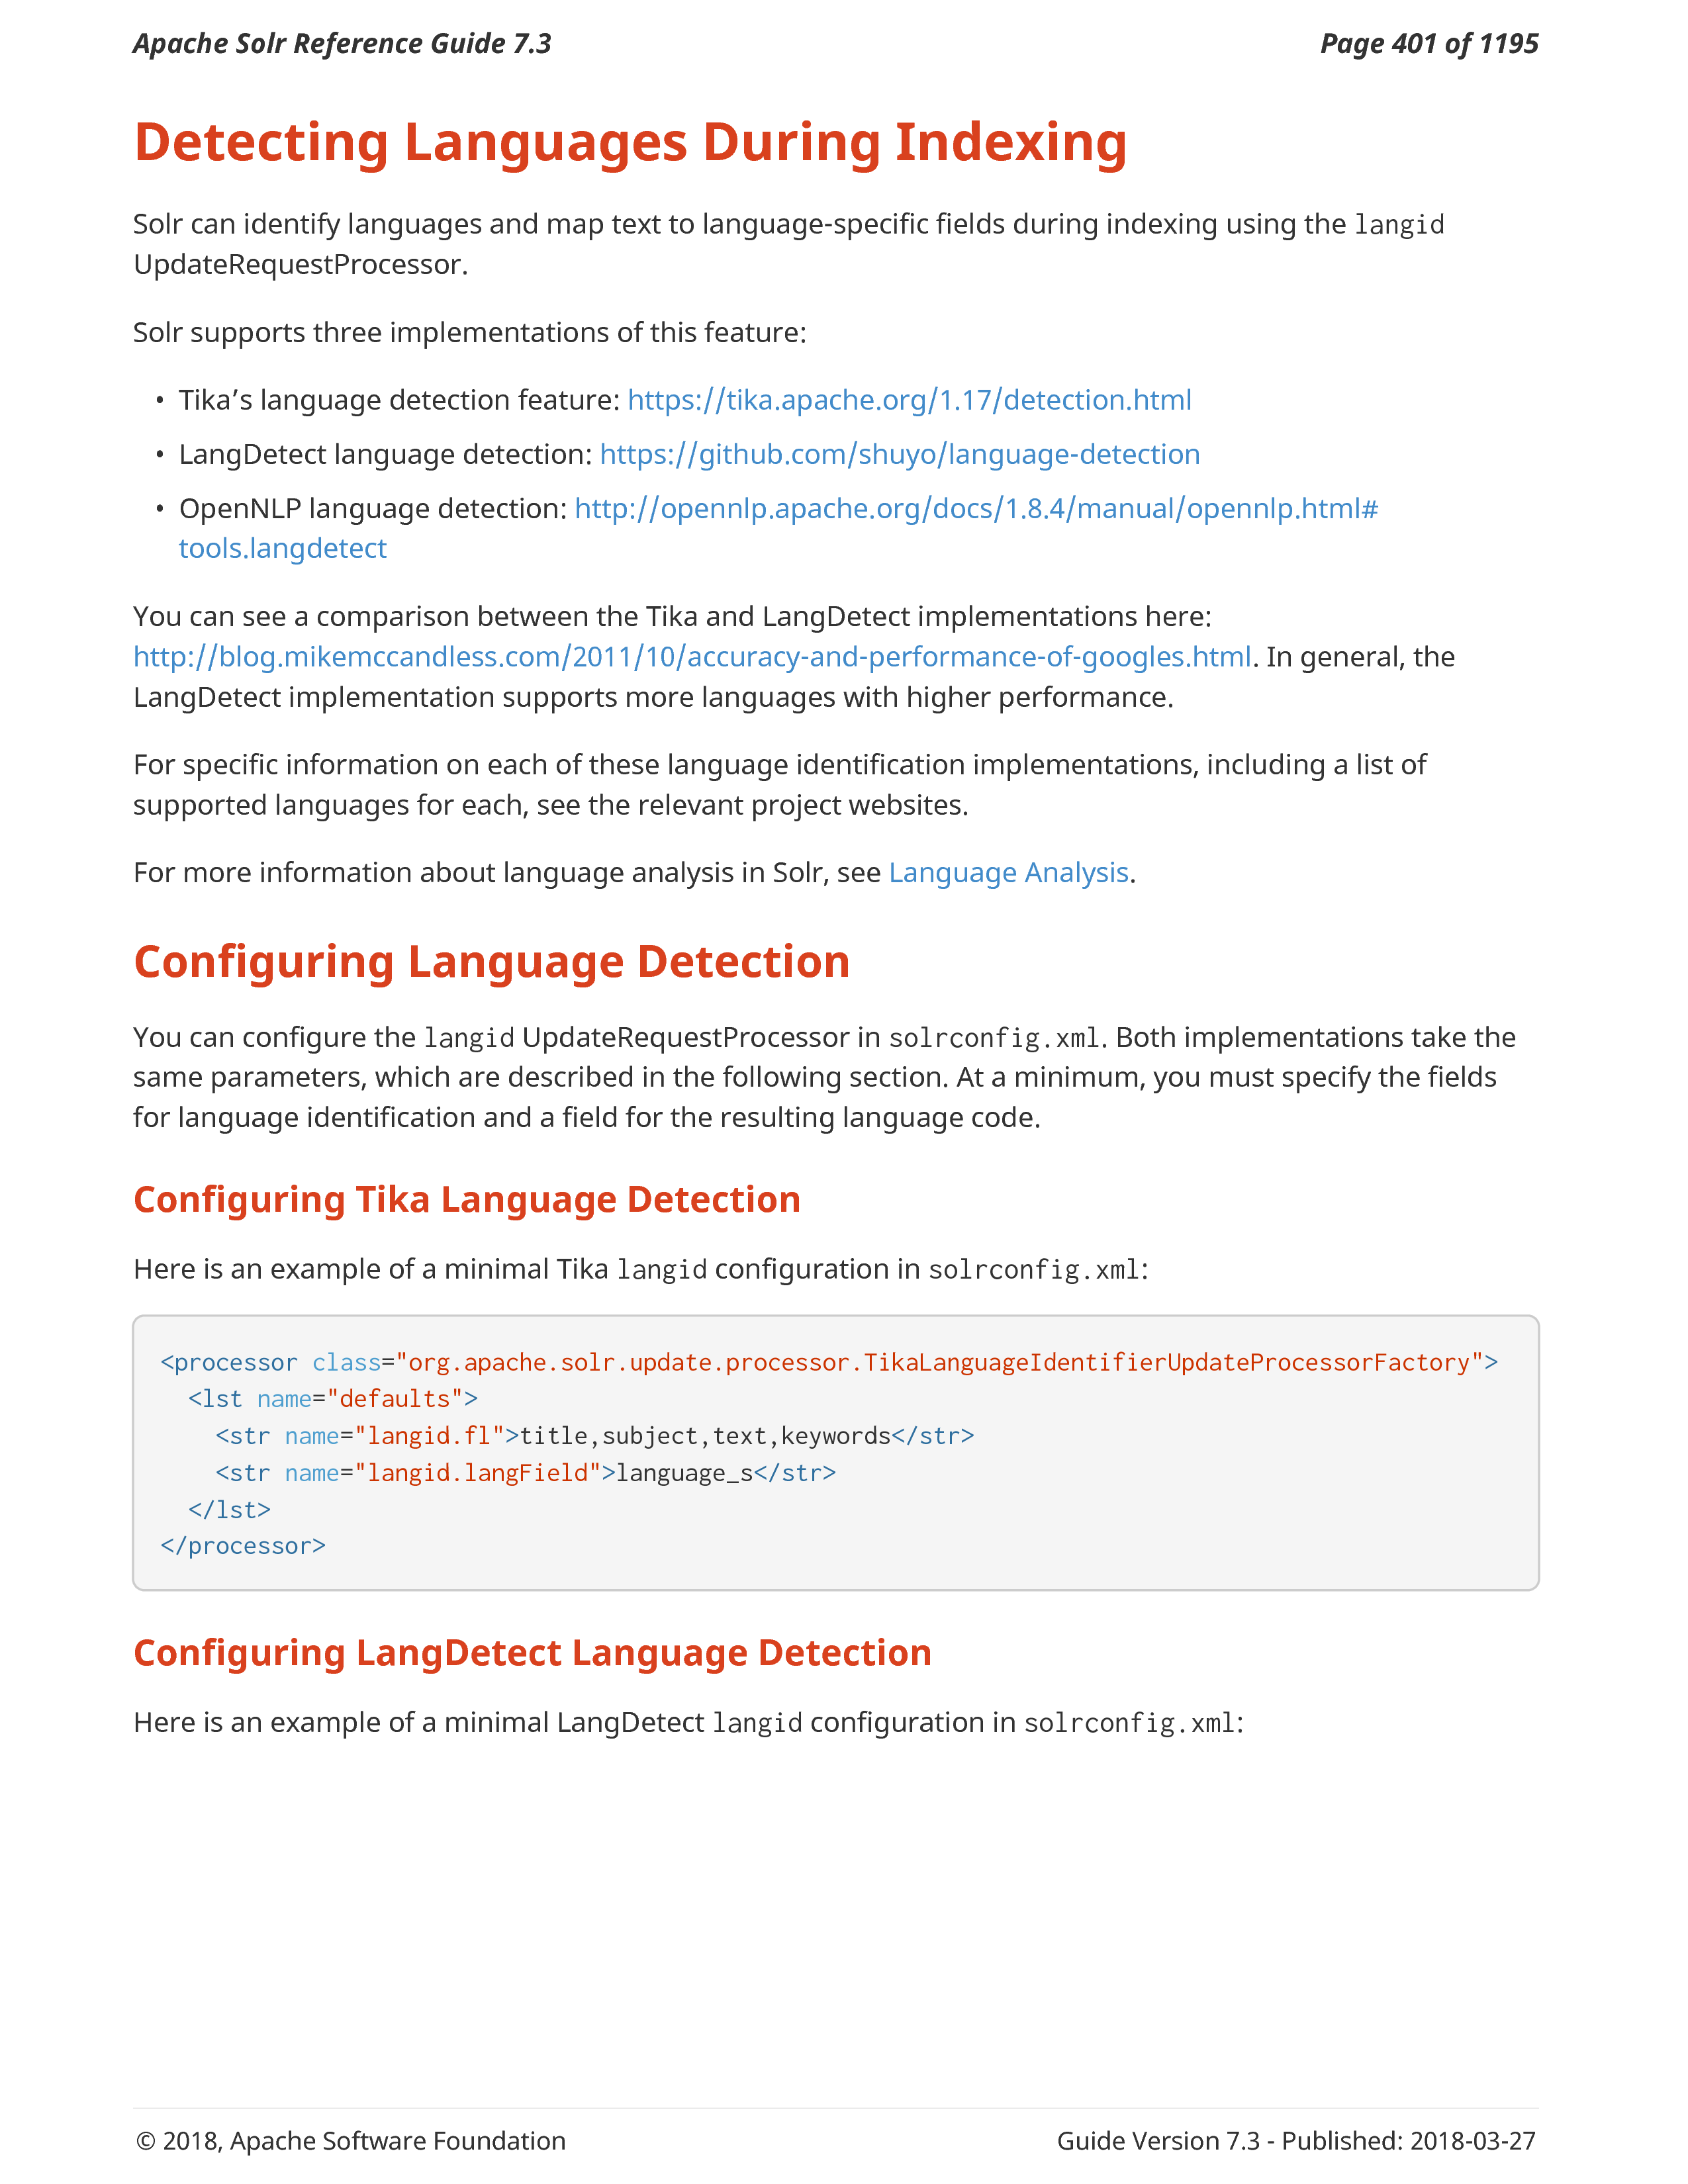 Apache Solr Reference Guide 7.3
Page 401 of 1195
Detecting Languages During Indexing
Solr can identify languages and map text to language-specific fields during indexing using the langid
UpdateRequestProcessor.
Solr supports three implementations of this feature:
• Tika’s language detection feature: https://tika.apache.org/1.17/detection.html
• LangDetect language detection: https://github.com/shuyo/language-detection
• OpenNLP language detection: http://opennlp.apache.org/docs/1.8.4/manual/opennlp.html#
tools.langdetect
You can see a comparison between the Tika and LangDetect implementations here:
http://blog.mikemccandless.com/2011/10/accuracy-and-performance-of-googles.html. In general, the
LangDetect implementation supports more languages with higher performance.
For specific information on each of these language identification implementations, including a list of
supported languages for each, see the relevant project websites.
For more information about language analysis in Solr, see Language Analysis.
Configuring Language Detection
You can configure the langid UpdateRequestProcessor in solrconfig.xml. Both implementations take the
same parameters, which are described in the following section. At a minimum, you must specify the fields
for language identification and a field for the resulting language code.
Configuring Tika Language Detection
Here is an example of a minimal Tika langid configuration in solrconfig.xml:
<processor class="org.apache.solr.update.processor.TikaLanguageIdentifierUpdateProcessorFactory">
  <lst name="defaults">
    <str name="langid.fl">title,subject,text,keywords</str>
    <str name="langid.langField">language_s</str>
  </lst>
</processor>
Configuring LangDetect Language Detection
Here is an example of a minimal LangDetect langid configuration in solrconfig.xml:
© 2018, Apache Software Foundation
Guide Version 7.3 - Published: 2018-03-27